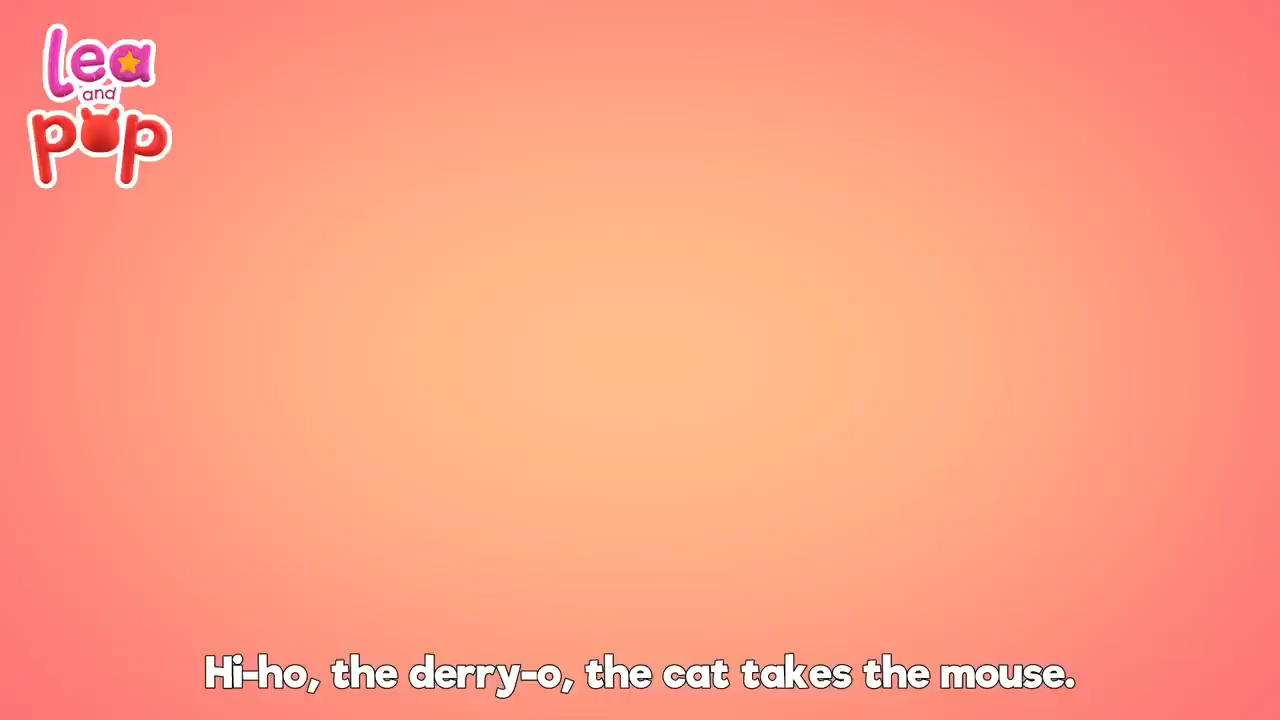 lea
and
pop
Hi-ho, the derry-o, the cat takes the mouse.